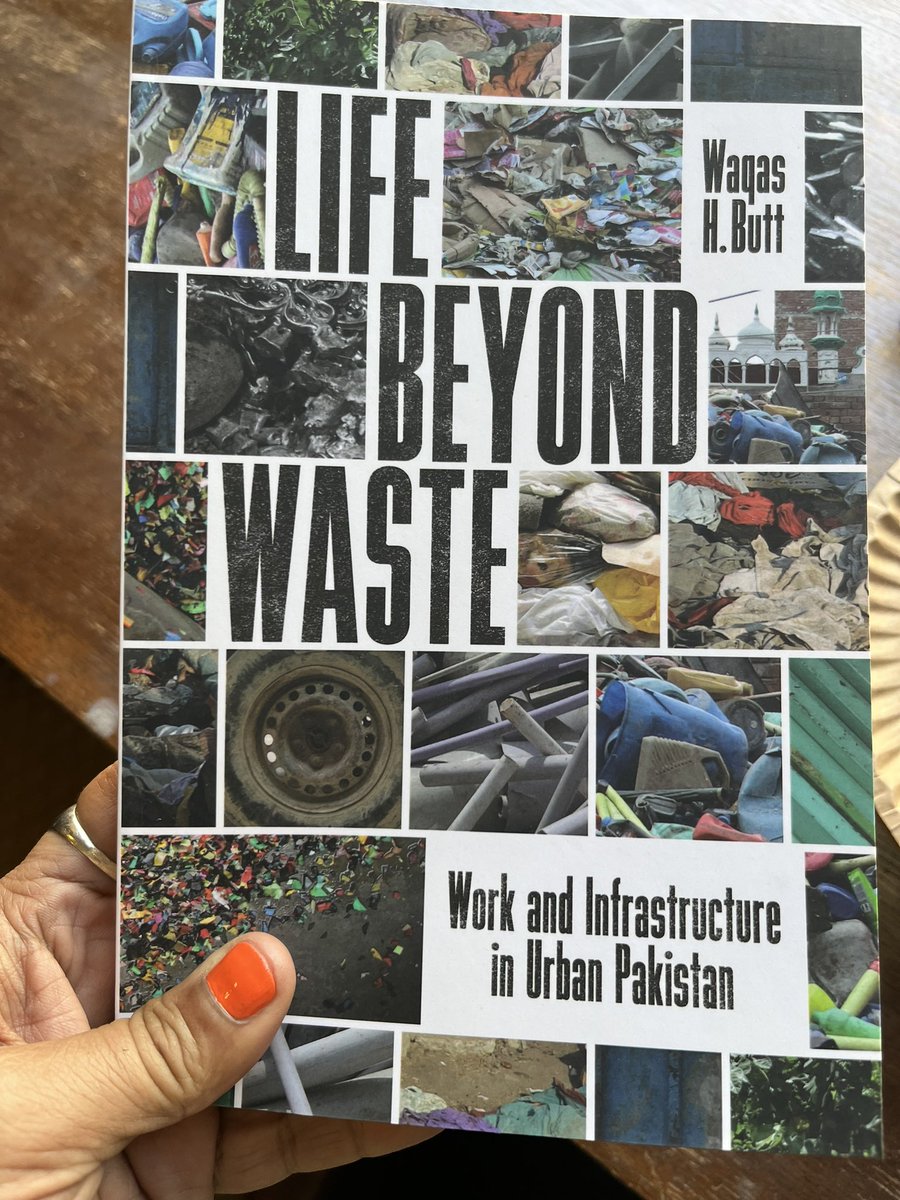 LIFE
BEYOND
WASTE
Waqas
H. Butt
Work and Infrastructure
in Urban Pakistan